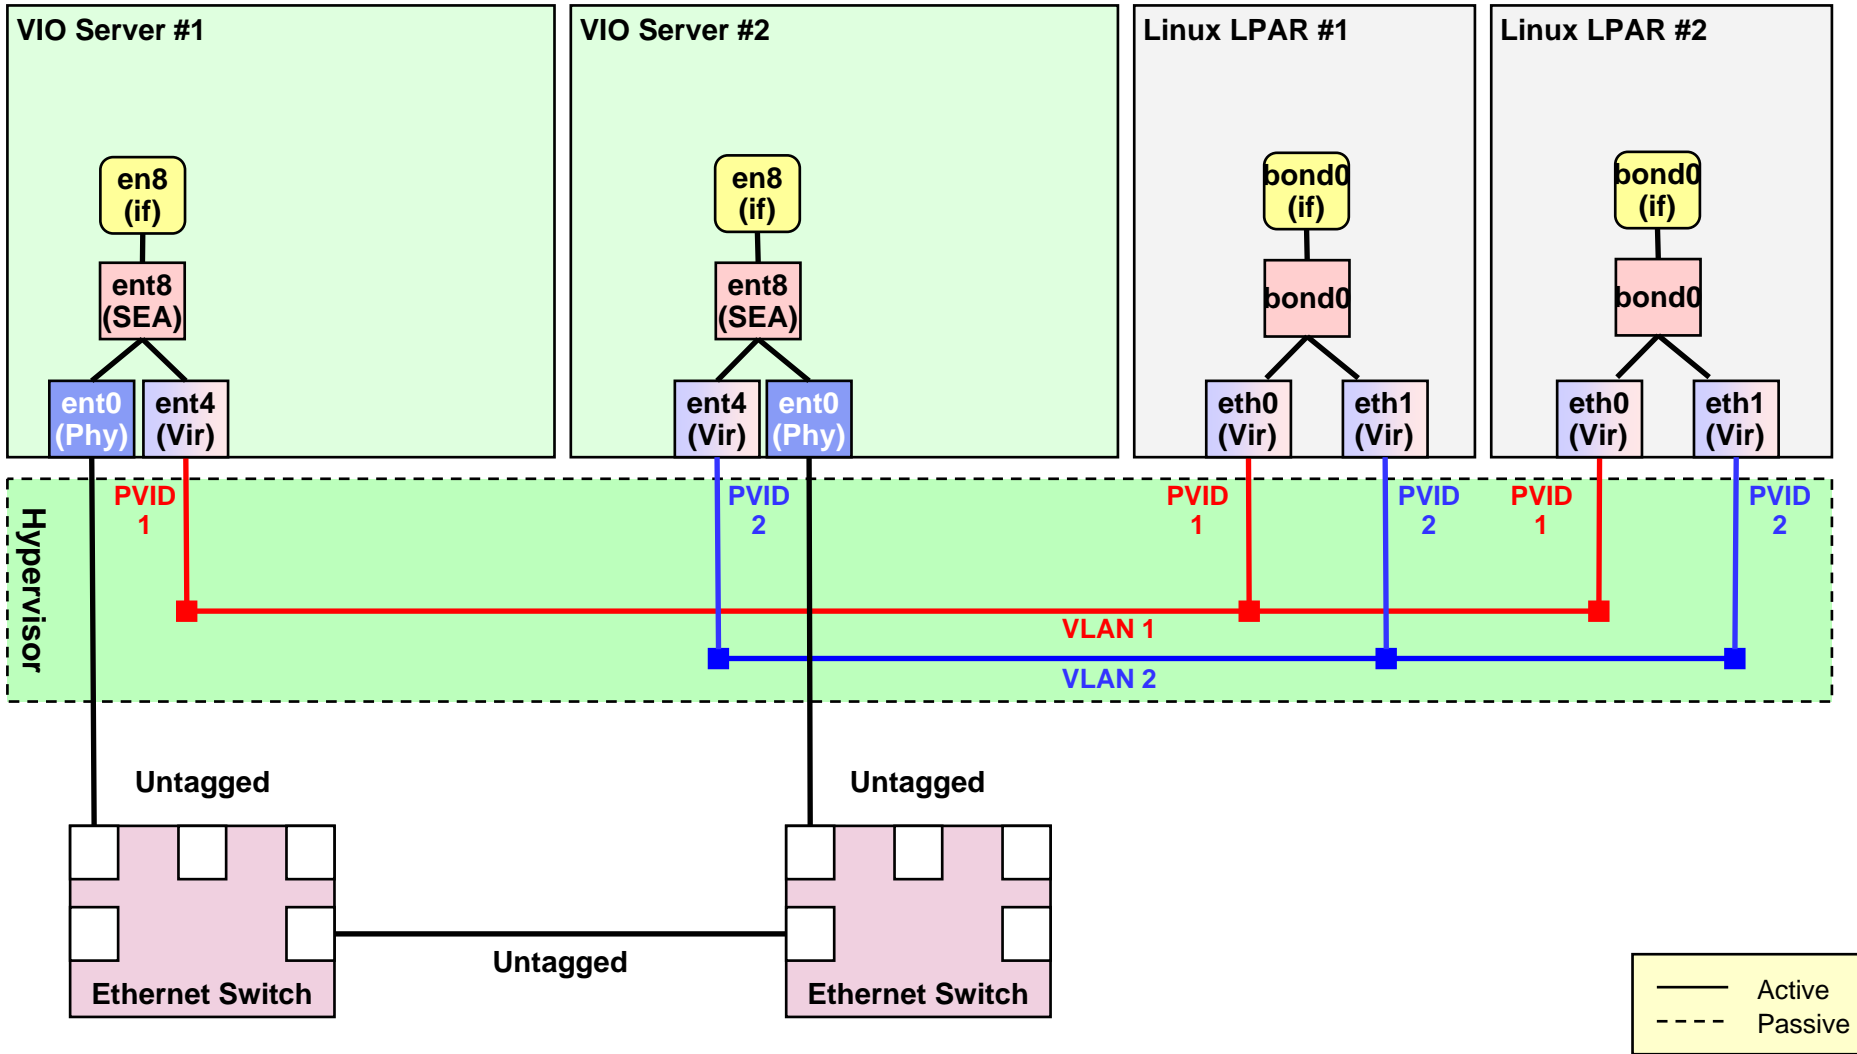 VIO Server #1
VIO Server #2
Linux LPAR #1
Linux LPAR #2
en8
(if)
en8
(if)
bond0
(if)
bond0
(if)
ent8
(SEA)
ent8
(SEA)
bond0
bond0
ent0
(Phy)
ent4
(Vir)
ent4
(Vir)
ent0
(Phy)
eth0
(Vir)
eth1
(Vir)
eth0
(Vir)
eth1
(Vir)
Hypervisor
PVID
1
PVID
2
PVID
1
PVID
2
PVID
1
PVID
2
VLAN 1
VLAN 2
Untagged
Untagged
Untagged
Ethernet Switch
Ethernet Switch
Active
Passive